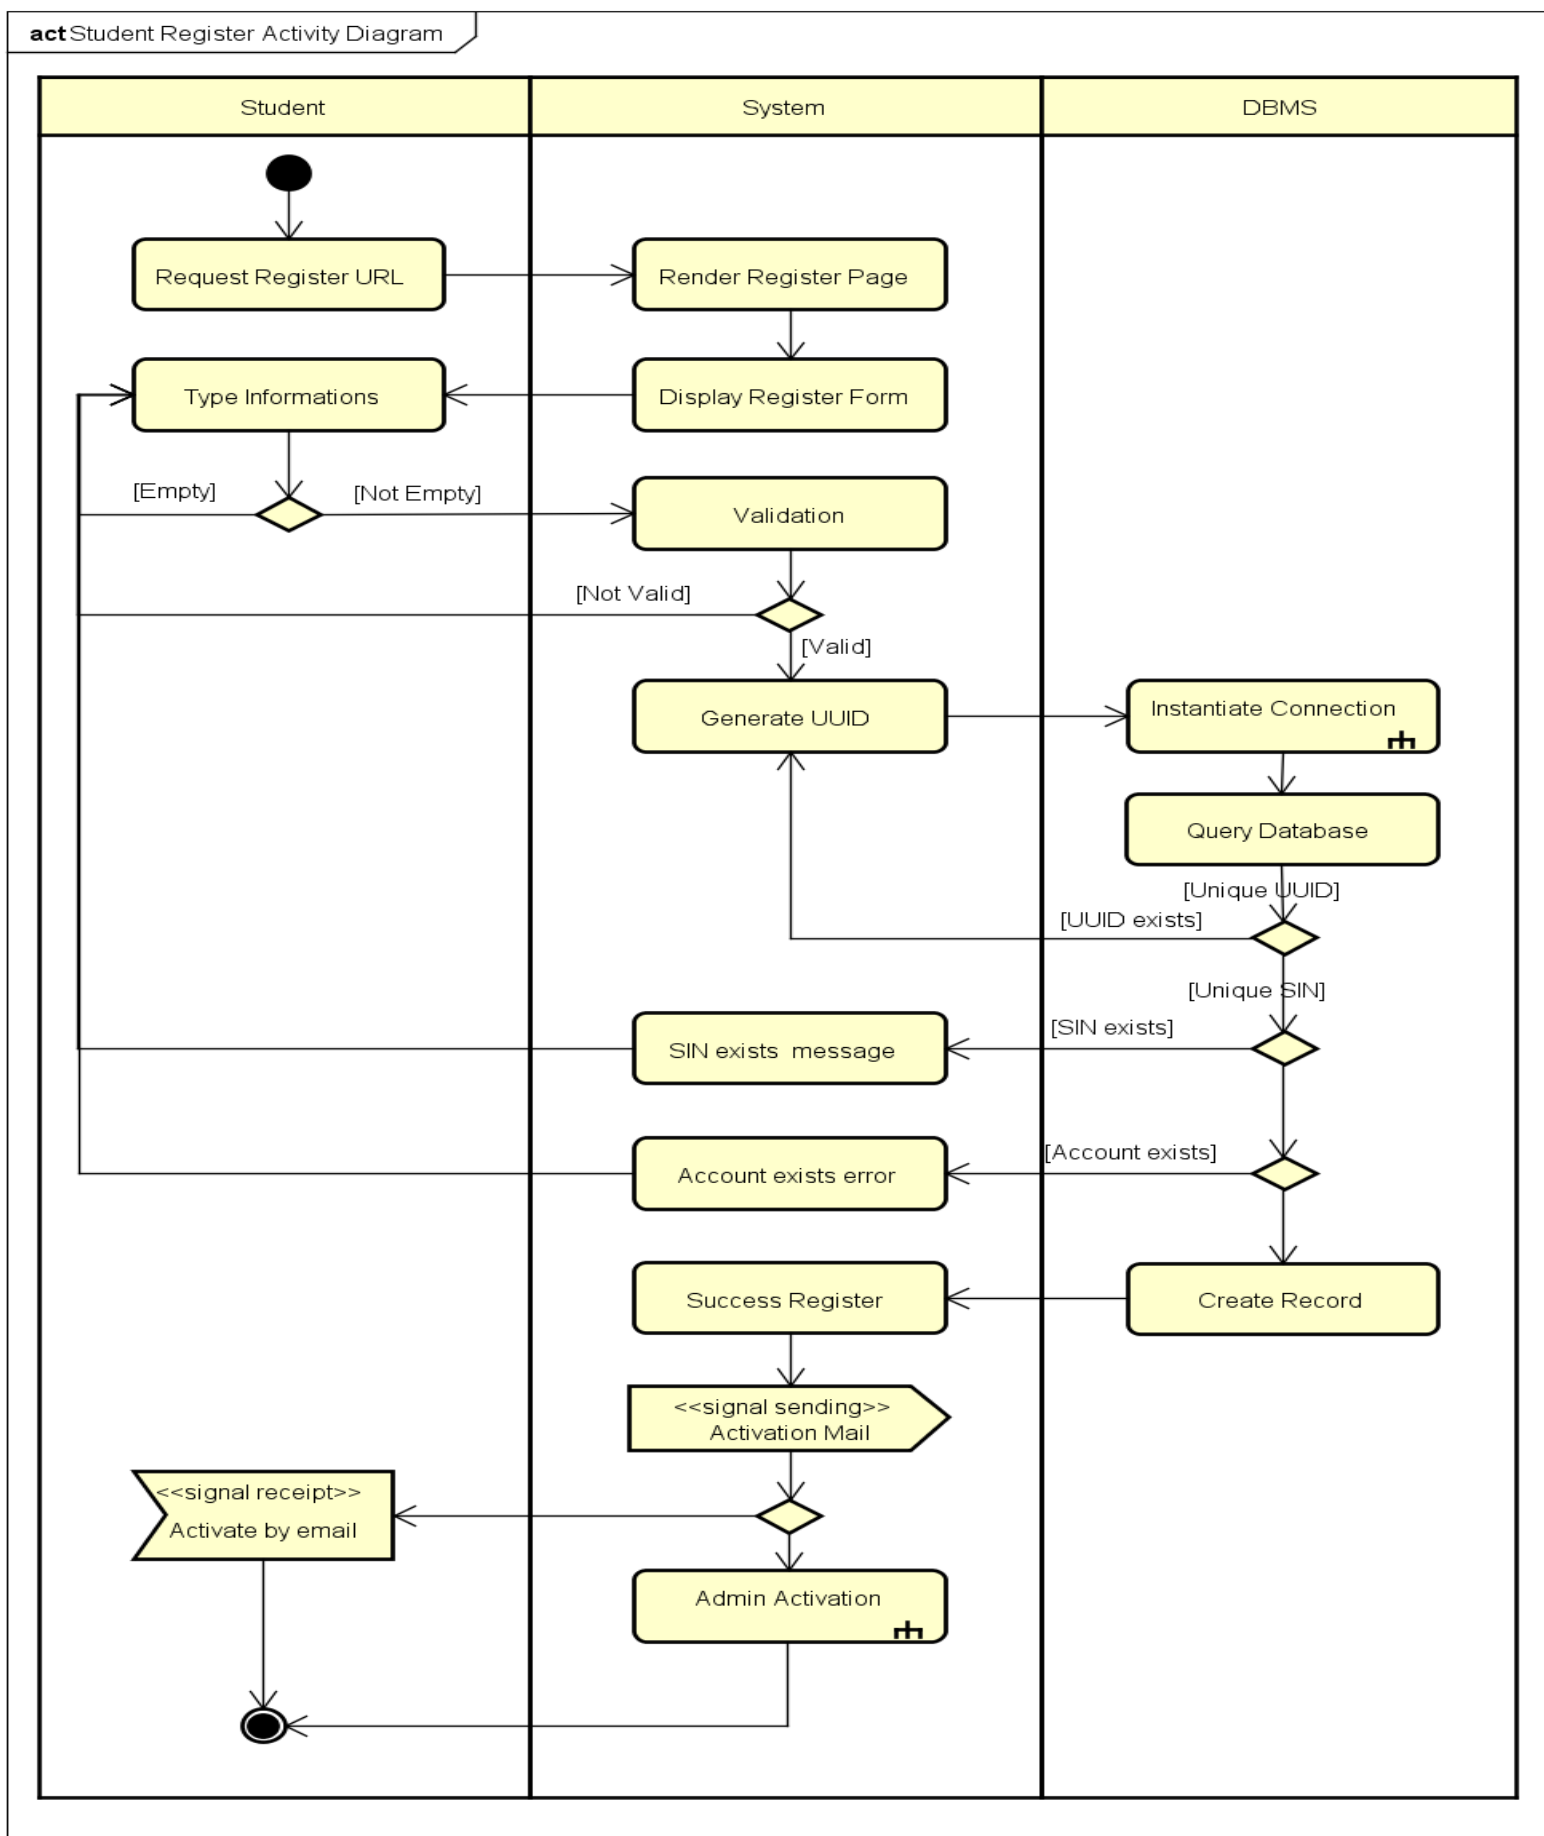 act Student Register Activity Diagram
Student
System
DBMS
Request Register URL
Render Register Page
Type Informations
Display Register Form
[Empty]
[Not Empty]
Validation
[Not Valid]
[Valid]
Generate UUID
Instantiate Connection
Query Database
[Unique UUID]
[UUID exists]
[Unique SIN]
[SIN exists]
SIN exists  message
[Account exists]
Account exists error
Success Register
Create Record
<<signal sending>>
Activation Mail
<<signal receipt>>
Activate by email
Admin Activation